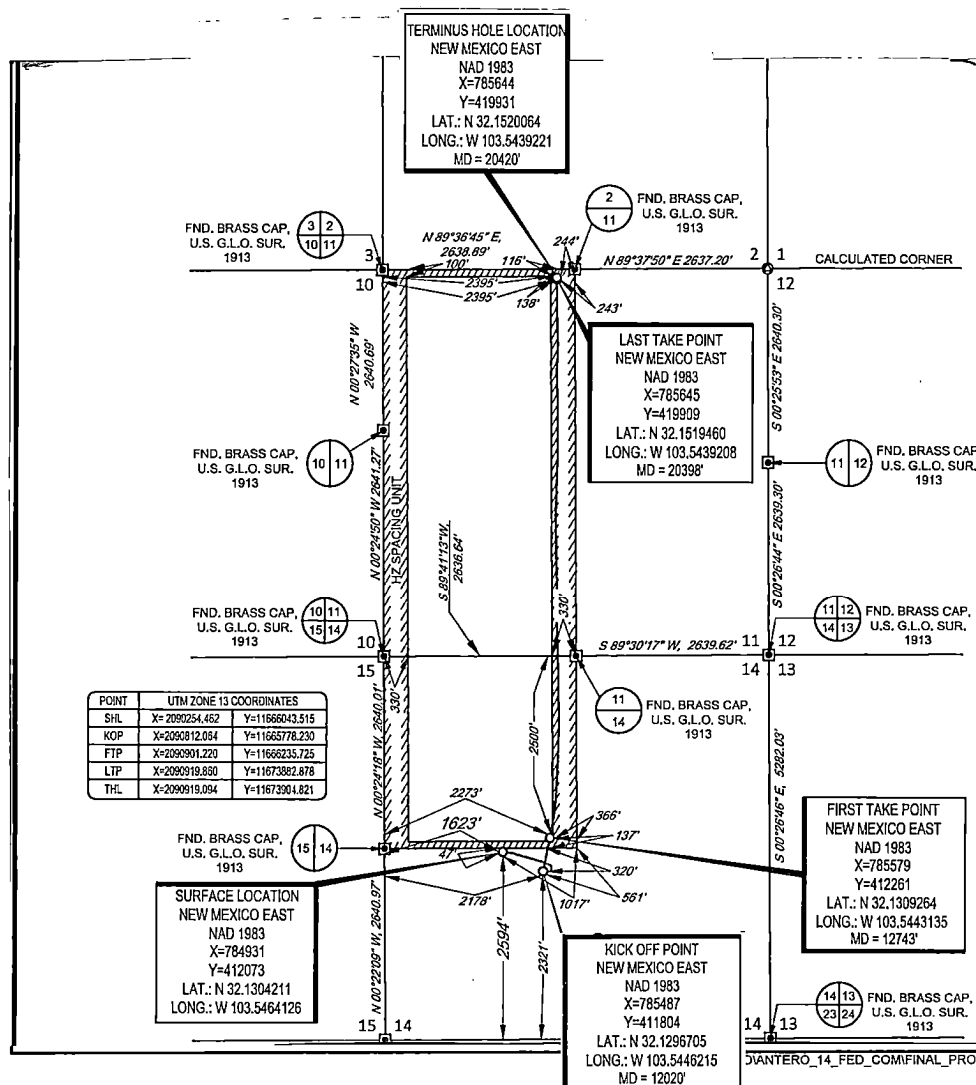 TERMINUS HOLE LOCATION
NEW MEXICO EAST
NAD 1983
X=785644
Y=419931
LAT.: N 32.1520064
LONG.: W 103.5439221
MD = 20420'
FND. BRASS CAP,
U.S. G.L.O. SUR.
1913
3 2
10 11
3
10
N 89°36'45" E,
2638.89'
100'
116'
2395'
2395'
138'
244'
243'
2
11
FND. BRASS CAP,
U.S. G.L.O. SUR.
1913
N 89°37'50" E 2637.20'
2 1
12
CALCULATED CORNER
N 00°27'35" W
2640.69'
S 00°25'53" E 2640.30'
LAST TAKE POINT
NEW MEXICO EAST
NAD 1983
X=785645
Y=419909
LAT.: N 32.1519460
LONG.: W 103.5439208
MD = 20398'
FND. BRASS CAP,
U.S. G.L.O. SUR.
1913
10 11
11 12
FND. BRASS CAP,
U.S. G.L.O. SUR.
1913
N 00°24'50" W 2641.27'
HZ SPACING UNIT
S 89°41'13"W,
2636.64'
330'
S 00°26'44" E 2639.30'
FND. BRASS CAP,
U.S. G.L.O. SUR.
1913
10 11
15 14
10
15
S 89°30'17" W, 2639.62'
11 12
14 13
11 12
14 13
FND. BRASS CAP,
U.S. G.L.O. SUR.
1913
330'
11
14
FND. BRASS CAP,
U.S. G.L.O. SUR.
1913
POINT UTM ZONE 13 COORDINATES
SHL X= 2090254.462 Y=11666043.515
KOP X=2090812.064 Y=11665778.230
FTP X=2090901.220 Y=11666235.725
LTP X=2090919.860 Y=11673882.878
THL X=2090919.094 Y=11673904.821
N 00°24'18" W, 2640.01'
2500'
S 00°26'46" E, 5282.03'
2273'
1623'
47'
366'
137'
320'
561'
1017'
2178'
2594'
2321'
FND. BRASS CAP,
U.S. G.L.O. SUR.
1913
15 14
FIRST TAKE POINT
NEW MEXICO EAST
NAD 1983
X=785579
Y=412261
LAT.: N 32.1309264
LONG.: W 103.5443135
MD = 12743'
SURFACE LOCATION
NEW MEXICO EAST
NAD 1983
X=784931
Y=412073
LAT.: N 32.1304211
LONG.: W 103.5464126
N 00°22'09" W, 2640.97'
KICK OFF POINT
NEW MEXICO EAST
NAD 1983
X=785487
Y=411804
LAT.: N 32.1296705
LONG.: W 103.5446215
MD = 12020'
15 14
14 13
14 13
23 24
FND. BRASS CAP,
U.S. G.L.O. SUR.
1913
ANTERO_14_FED_COM\FINAL_PRO